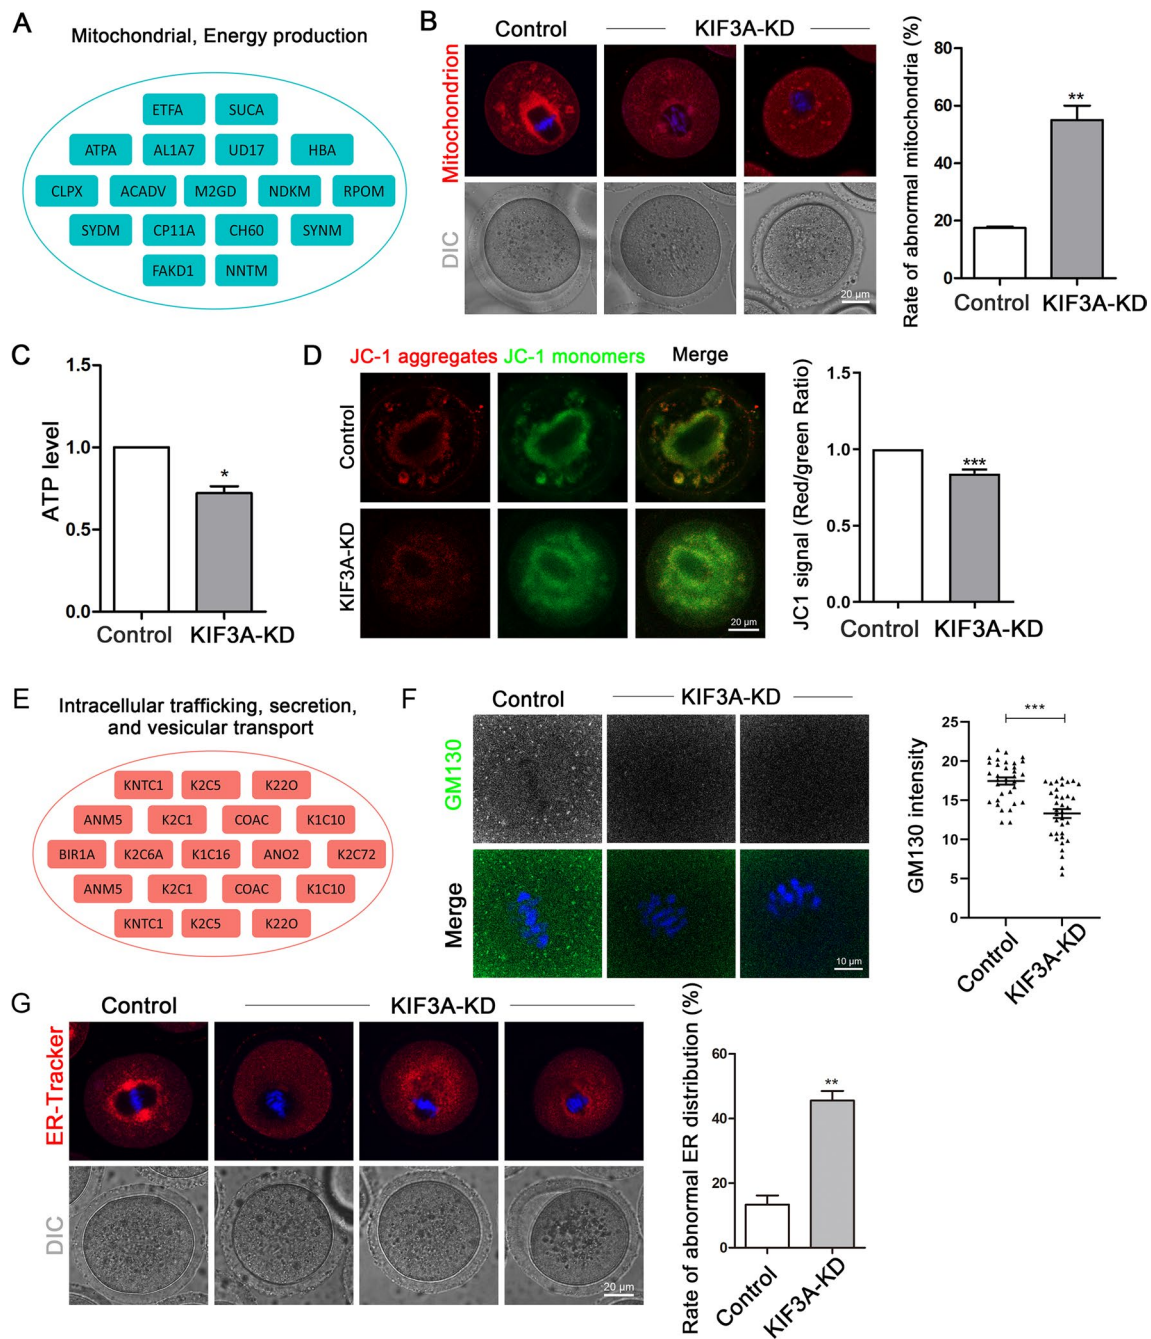 A
Mitochondrial, Energy production
ETFA SUCA
ATPA AL1A7 UD17 HBA
CLPX ACADV M2GD NDKM RPOM
SYDM CP11A CH60 SYNM
FAKD1 NNTM
B
Control KIF3A-KD
Mitochondrion
DIC
20 µm
Rate of abnormal mitochondria (%)
80
60
40
20
0
**
Control KIF3A-KD
C
ATP level
1.5
1.0
0.5
0.0
*
Control KIF3A-KD
D
JC-1 aggregates JC-1 monomers Merge
Control
KIF3A-KD
20 µm
JC1 signal (Red/green Ratio)
1.5
1.0
0.5
0.0
***
Control KIF3A-KD
E
Intracellular trafficking, secretion,
and vesicular transport
KNTC1 K2C5 K22O
ANM5 K2C1 COAC K1C10
BIR1A K2C6A K1C16 ANO2 K2C72
ANM5 K2C1 COAC K1C10
KNTC1 K2C5 K22O
F
Control KIF3A-KD
GM130
Merge
10 µm
GM130 intensity
25
20
15
10
5
0
***
Control
KIF3A-KD
G
Control KIF3A-KD
ER-Tracker
DIC
20 µm
Rate of abnormal ER distribution (%)
60
40
20
0
**
Control
KIF3A-KD